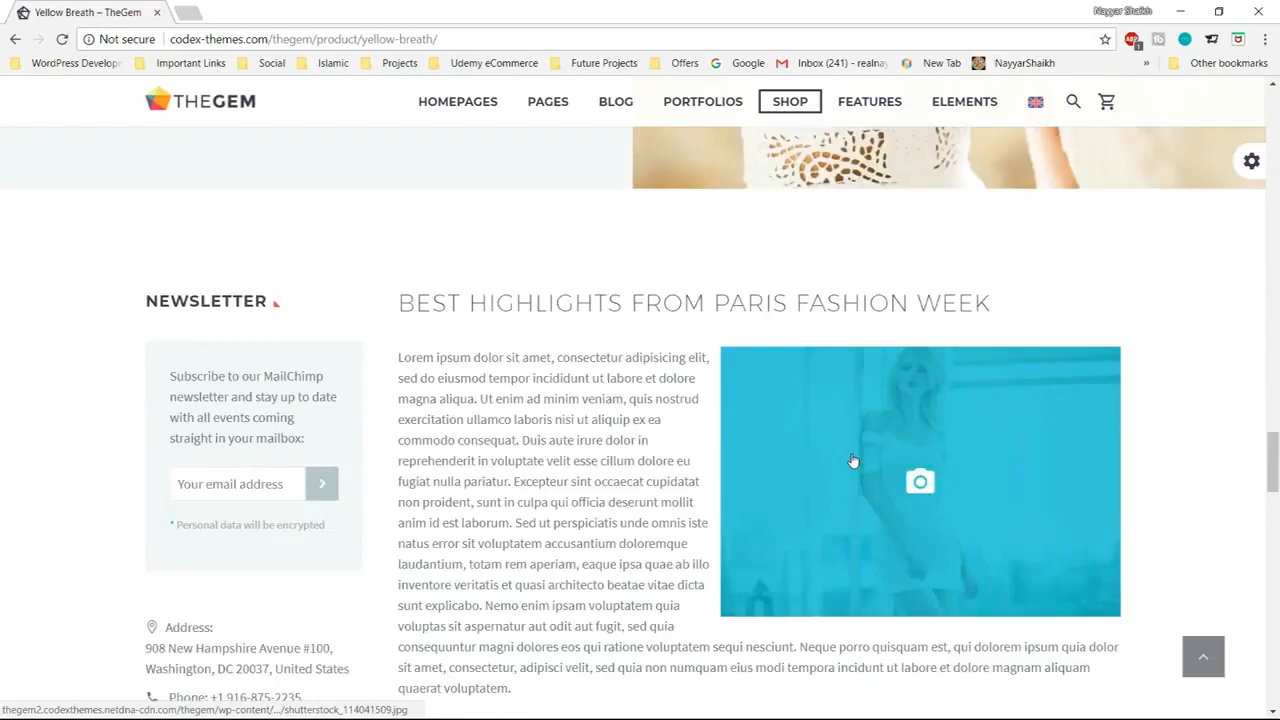 Yellow Breath – TheGem
Nayyar Shaikh
Not secure
codex-themes.com/thegem/product/yellow-breath/
WordPress Develop
Important Links
Social
Islamic
Projects
Udemy eCommerce
Future Projects
Offers
Google
Inbox (241) - realnay
New Tab
NayyarShaikh
»
Other bookmarks
THEGEM
HOMEPAGES
PAGES
BLOG
PORTFOLIOS
SHOP
FEATURES
ELEMENTS
NEWSLETTER
Subscribe to our MailChimp
newsletter and stay up to date
with all events coming
straight in your mailbox:
Your email address
* Personal data will be encrypted
Address:
908 New Hampshire Avenue #100,
Washington, DC 20037, United States
Phone: +1 916-875-2235
BEST HIGHLIGHTS FROM PARIS FASHION WEEK
Lorem ipsum dolor sit amet, consectetur adipisicing elit,
sed do eiusmod tempor incididunt ut labore et dolore
magna aliqua. Ut enim ad minim veniam, quis nostrud
exercitation ullamco laboris nisi ut aliquip ex ea
commodo consequat. Duis aute irure dolor in
reprehenderit in voluptate velit esse cillum dolore eu
fugiat nulla pariatur. Excepteur sint occaecat cupidatat
non proident, sunt in culpa qui officia deserunt mollit
anim id est laborum. Sed ut perspiciatis unde omnis iste
natus error sit voluptatem accusantium doloremque
laudantium, totam rem aperiam, eaque ipsa quae ab illo
inventore veritatis et quasi architecto beatae vitae dicta
sunt explicabo. Nemo enim ipsam voluptatem quia
voluptas sit aspernatur aut odit aut fugit, sed quia
consequuntur magni dolores eos qui ratione voluptatem sequi nesciunt. Neque porro quisquam est, qui dolorem ipsum quia dolor
sit amet, consectetur, adipisci velit, sed quia non numquam eius modi tempora incidunt ut labore et dolore magnam aliquam
quaerat voluptatem.
thegem2.codexthemes.netdna-cdn.com/thegem/wp-content/.../shutterstock_114041509.jpg